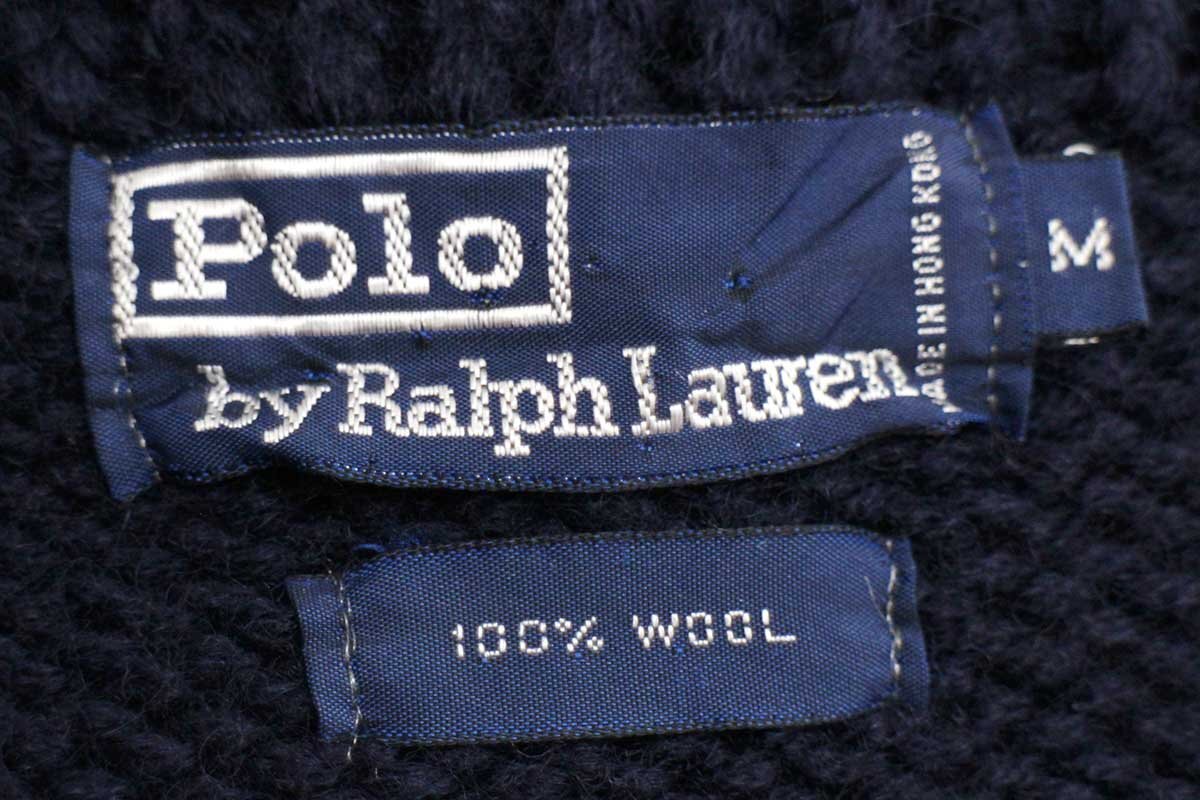 Polo
by Ralph Lauren
MADE IN HONG KONG
M
100% WOOL